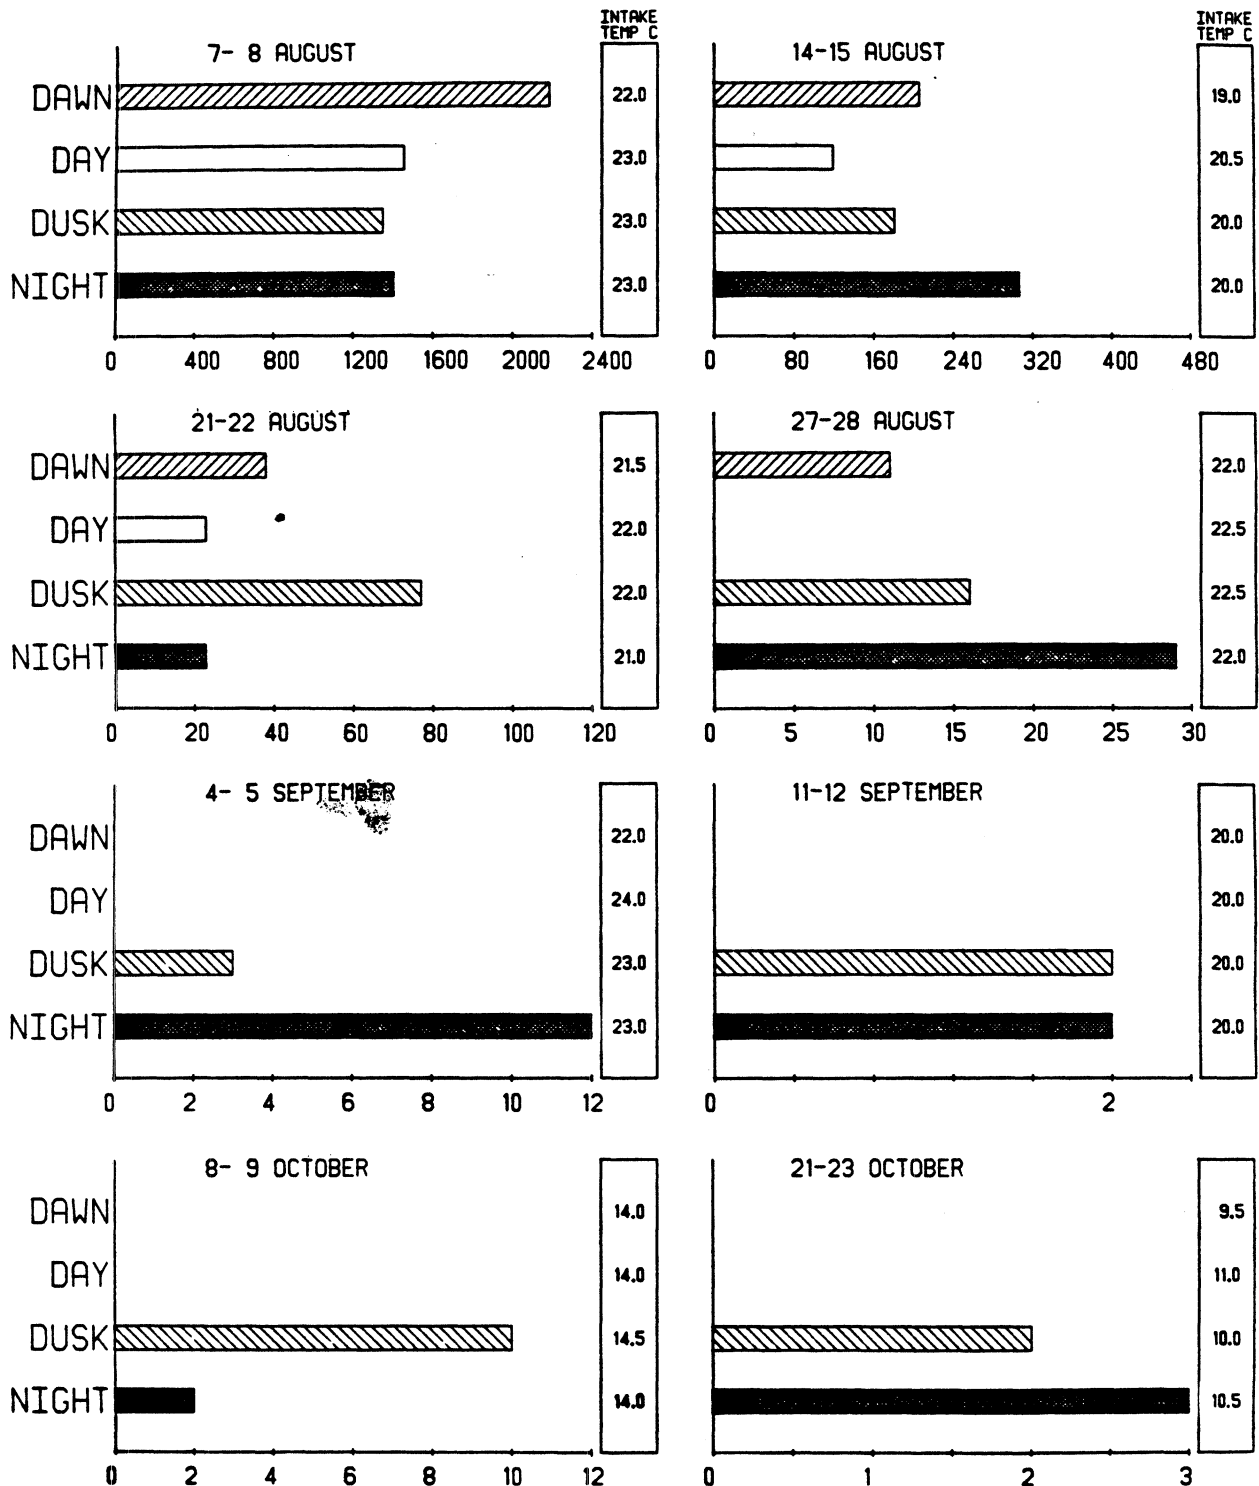 INTAKE
TEMP C
7- 8 AUGUST
DAWN 22.0
DAY 23.0
DUSK 23.0
NIGHT 23.0
0 400 800 1200 1600 2000 2400
INTAKE
TEMP C
14-15 AUGUST
19.0
20.5
20.0
20.0
0 80 160 240 320 400 480
21-22 AUGUST
DAWN 21.5
DAY 22.0
DUSK 22.0
NIGHT 21.0
0 20 40 60 80 100 120
27-28 AUGUST
22.0
22.5
22.5
22.0
0 5 10 15 20 25 30
4- 5 SEPTEMBER
DAWN 22.0
DAY 24.0
DUSK 23.0
NIGHT 23.0
0 2 4 6 8 10 12
11-12 SEPTEMBER
20.0
20.0
20.0
20.0
0 2
8- 9 OCTOBER
DAWN 14.0
DAY 14.0
DUSK 14.5
NIGHT 14.0
0 2 4 6 8 10 12
21-23 OCTOBER
9.5
11.0
10.0
10.5
0 1 2 3